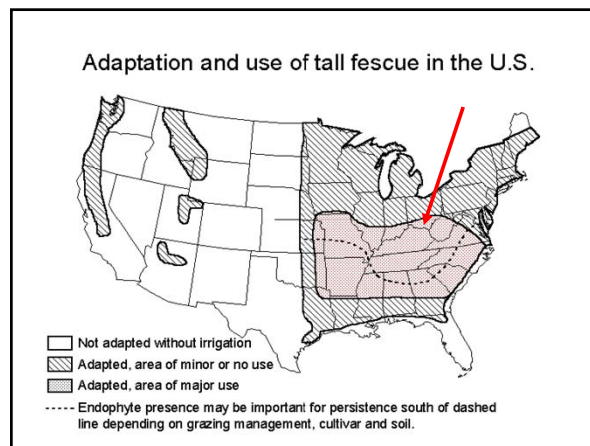 Adaptation and use of tall fescue in the U.S.
Not adapted without irrigation
Adapted, area of minor or no use
Adapted, area of major use
Endophyte presence may be important for persistence south of dashed
line depending on grazing management, cultivar and soil.